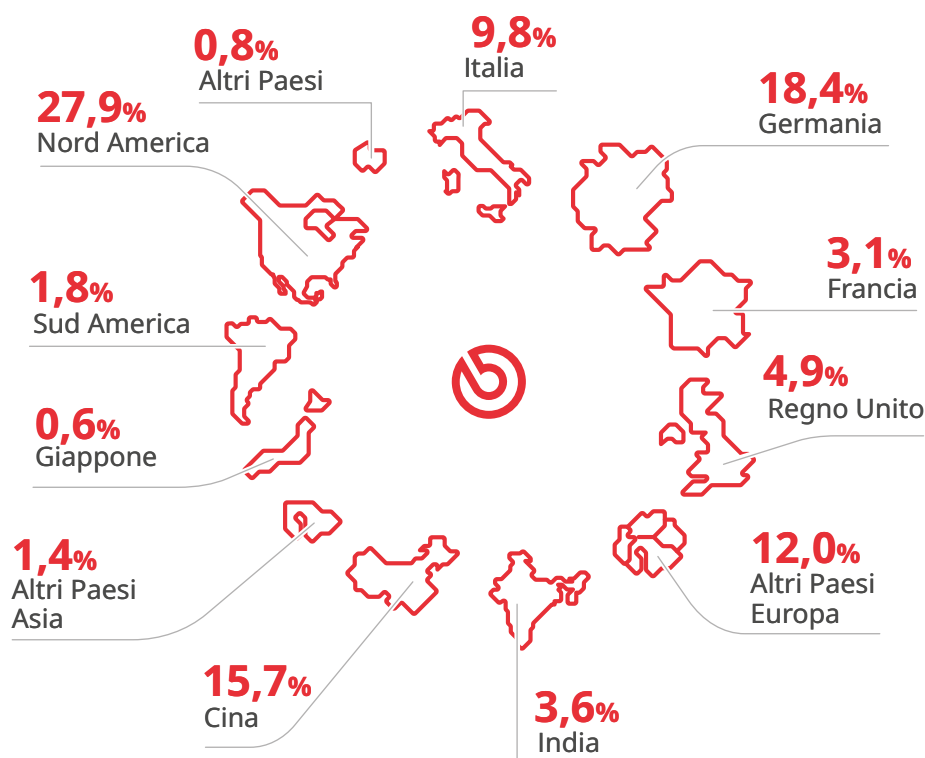 0,8%
Altri Paesi
9,8%
Italia
18,4%
Germania
27,9%
Nord America
3,1%
Francia
1,8%
Sud America
4,9%
Regno Unito
0,6%
Giappone
12,0%
Altri Paesi
Europa
1,4%
Altri Paesi
Asia
15,7%
Cina
3,6%
India